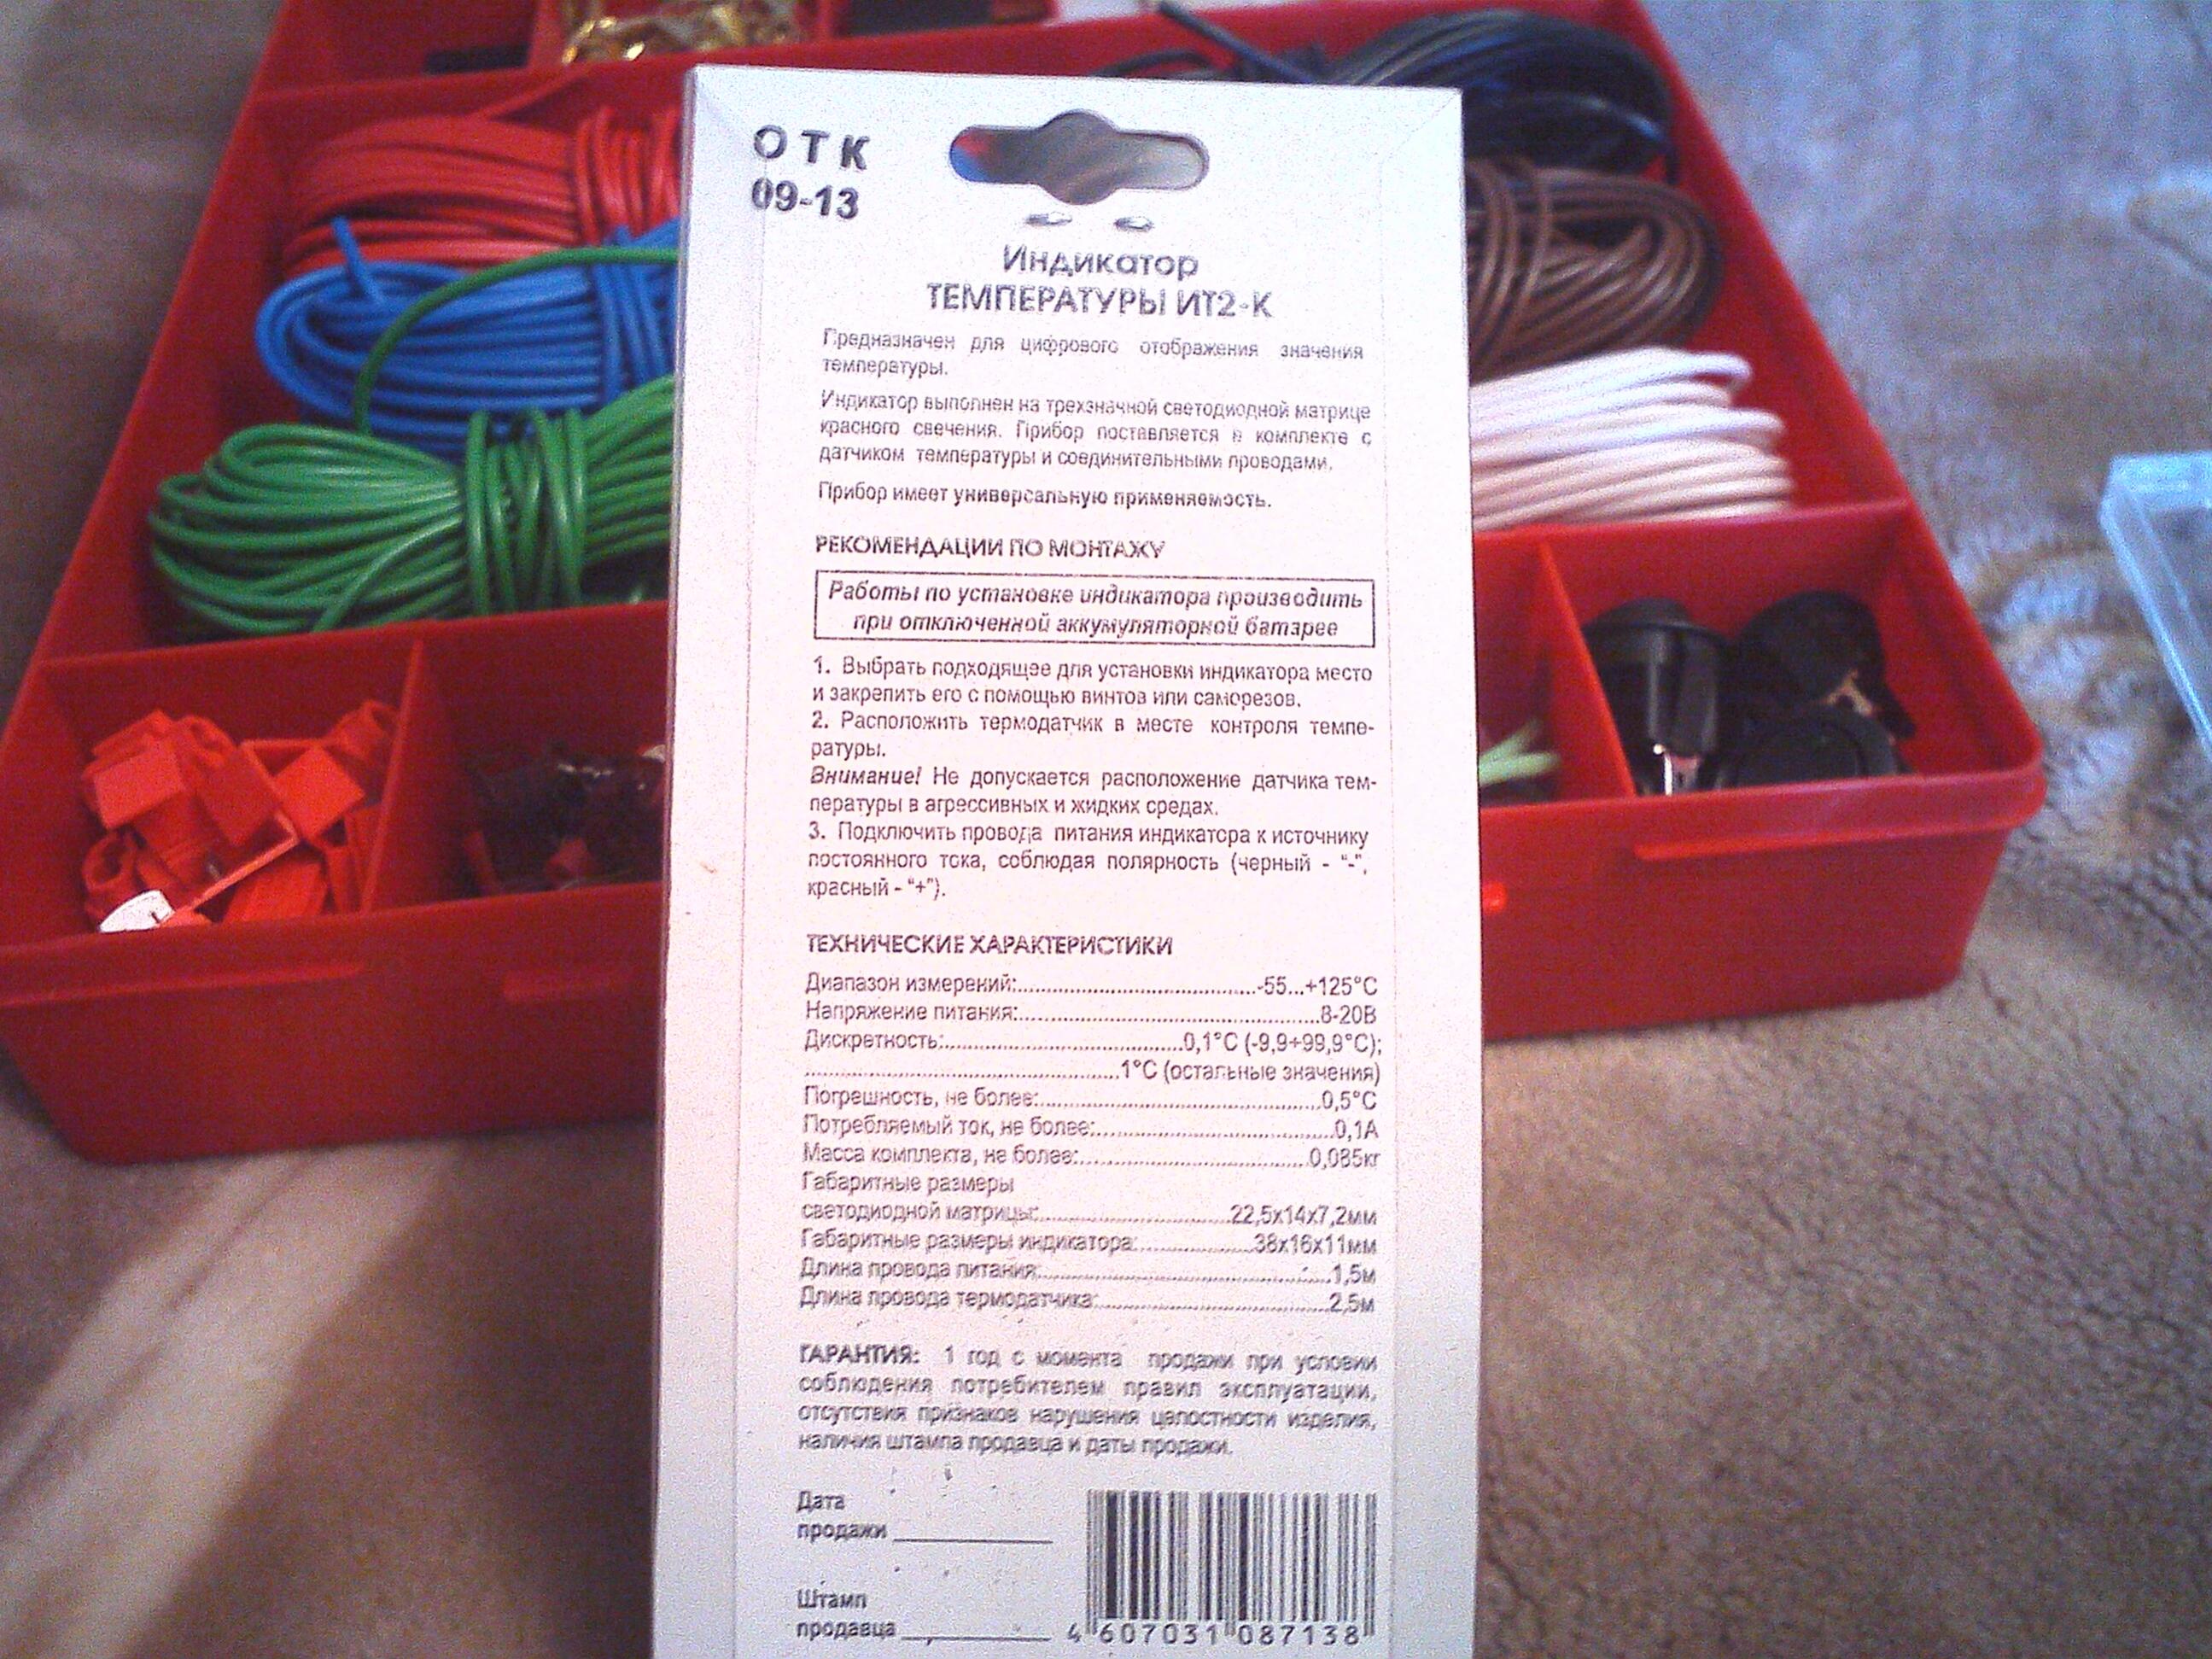 ОТК
09-13
Индикатор
ТЕМПЕРАТУРЫ ИТ2-К
Предназначен для цифрового отображения значения
температуры.
Индикатор выполнен на трехзначной светодиодной матрице
красного свечения. Прибор поставляется в комплекте с
датчиком температуры и соединительными проводами.
Прибор имеет универсальную применяемость.
РЕКОМЕНДАЦИИ ПО МОНТАЖУ
Работы по установке индикатора производить
при отключенной аккумуляторной батарее
1. Выбрать подходящее для установки индикатора место
и закрепить его с помощью винтов или саморезов.
2. Расположить термодатчик в месте контроля темпе-
ратуры.
Внимание! Не допускается расположение датчика тем-
пературы в агрессивных и жидких средах.
3. Подключить провода питания индикатора к источнику
постоянного тока, соблюдая полярность (черный - “-”,
красный - “+”).
ТЕХНИЧЕСКИЕ ХАРАКТЕРИСТИКИ
Диапазон измерений:..........-55...+125°С
Напряжение питания:..........8-20В
Дискретность:..........0,1°С (-9,9÷99,9°С);
..........1°С (остальные значения)
Погрешность, не более:..........0,5°С
Потребляемый ток, не более:..........0,1А
Масса комплекта, не более:..........0,085кг
Габаритные размеры
светодиодной матрицы:..........22,5х14х7,2мм
Габаритные размеры индикатора:..........38х16х11мм
Длина провода питания:..........1,5м
Длина провода термодатчика:..........2,5м
ГАРАНТИЯ: 1 год с момента продажи при условии
соблюдения потребителем правил эксплуатации,
отсутствия признаков нарушения целостности изделия,
наличия штампа продавца и даты продажи.
Дата
продажи
Штамп
продавца
4 607031 087138